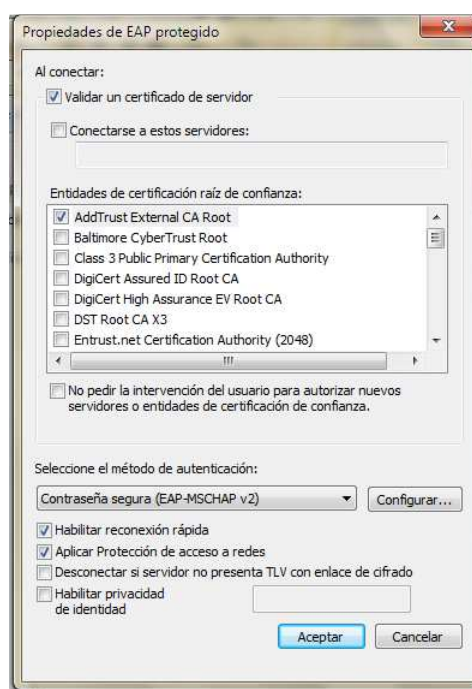 Propiedades de EAP protegido
Al conectar:
Validar un certificado de servidor
Conectarse a estos servidores:
Entidades de certificación raíz de confianza:
AddTrust External CA Root
Baltimore CyberTrust Root
Class 3 Public Primary Certification Authority
DigiCert Assured ID Root CA
DigiCert High Assurance EV Root CA
DST Root CA X3
Entrust.net Certification Authority (2048)
No pedir la intervención del usuario para autorizar nuevos
servidores o entidades de certificación de confianza.
Seleccione el método de autenticación:
Contraseña segura (EAP-MSCHAP v2) Configurar...
Habilitar reconexión rápida
Aplicar Protección de acceso a redes
Desconectar si servidor no presenta TLV con enlace de cifrado
Habilitar privacidad
de identidad
Aceptar Cancelar